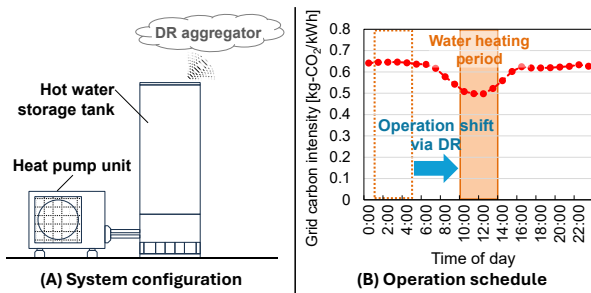 DR aggregator
Hot water
storage tank
Heat pump unit
(A) System configuration
Grid carbon intensity [kg-CO₂/kWh]
0.8
0.7
0.6
0.5
0.4
0.3
0.2
0.1
0
Water heating
period
Operation shift
via DR
0:00
2:00
4:00
6:00
8:00
10:00
12:00
14:00
16:00
18:00
20:00
22:00
Time of day
(B) Operation schedule